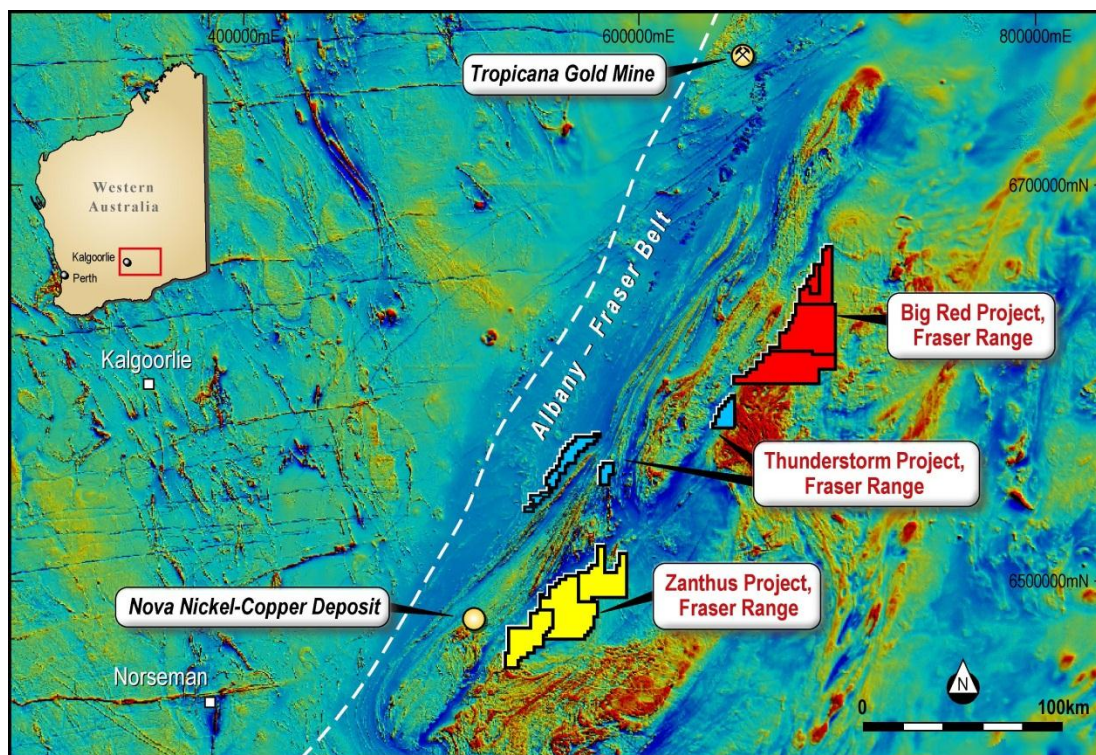 400000mE
600000mE
800000mE
Tropicana Gold Mine
6700000mN
Western
Australia
Kalgoorlie
Perth
Albany – Fraser Belt
Big Red Project,
Fraser Range
Kalgoorlie
Thunderstorm Project,
Fraser Range
Zanthus Project,
Fraser Range
6500000mN
Nova Nickel-Copper Deposit
Norseman
N
0
100km